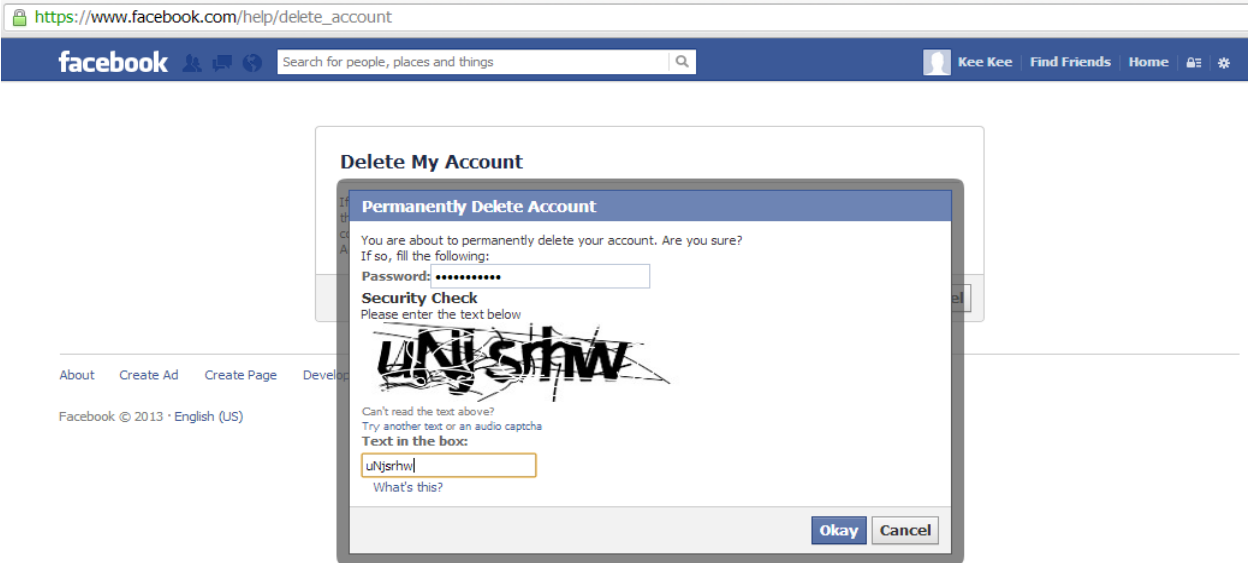 https://www.facebook.com/help/delete_account
facebook Search for people, places and things Kee Kee Find Friends Home
Delete My Account
Permanently Delete Account
You are about to permanently delete your account. Are you sure?
If so, fill the following:
Password: •••••••••••
Security Check
Please enter the text below
uNjsrhw
Can't read the text above?
Try another text or an audio captcha
Text in the box:
uNjsrhw
What's this?
Okay Cancel
About Create Ad Create Page
Facebook © 2013 · English (US)